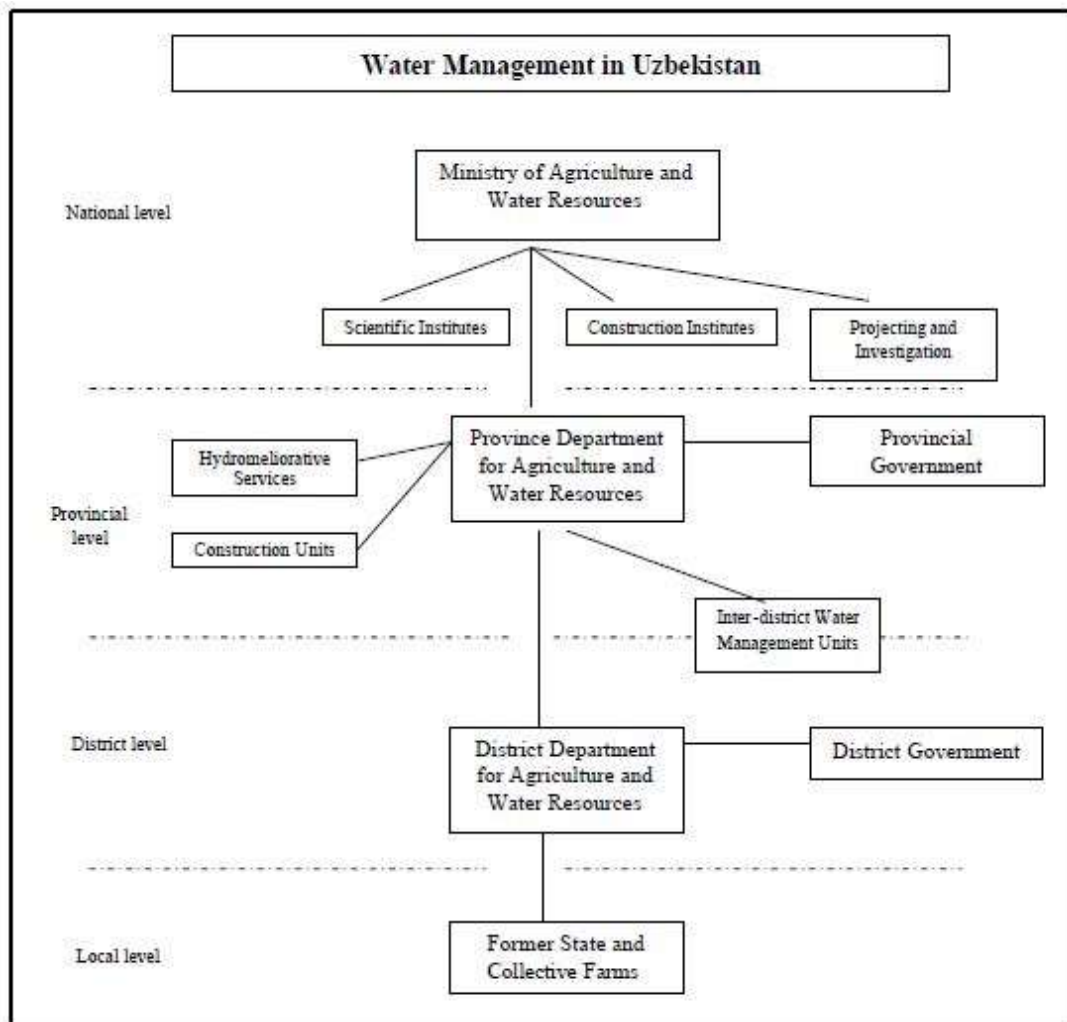 Water Management in Uzbekistan
Ministry of Agriculture and
Water Resources
National level
Scientific Institutes
Construction Institutes
Projecting and
Investigation
Province Department
for Agriculture and
Water Resources
Provincial
Government
Hydromeliorative
Services
Provincial
level
Construction Units
Inter-district Water
Management Units
District level
District Department
for Agriculture and
Water Resources
District Government
Local level
Former State and
Collective Farms